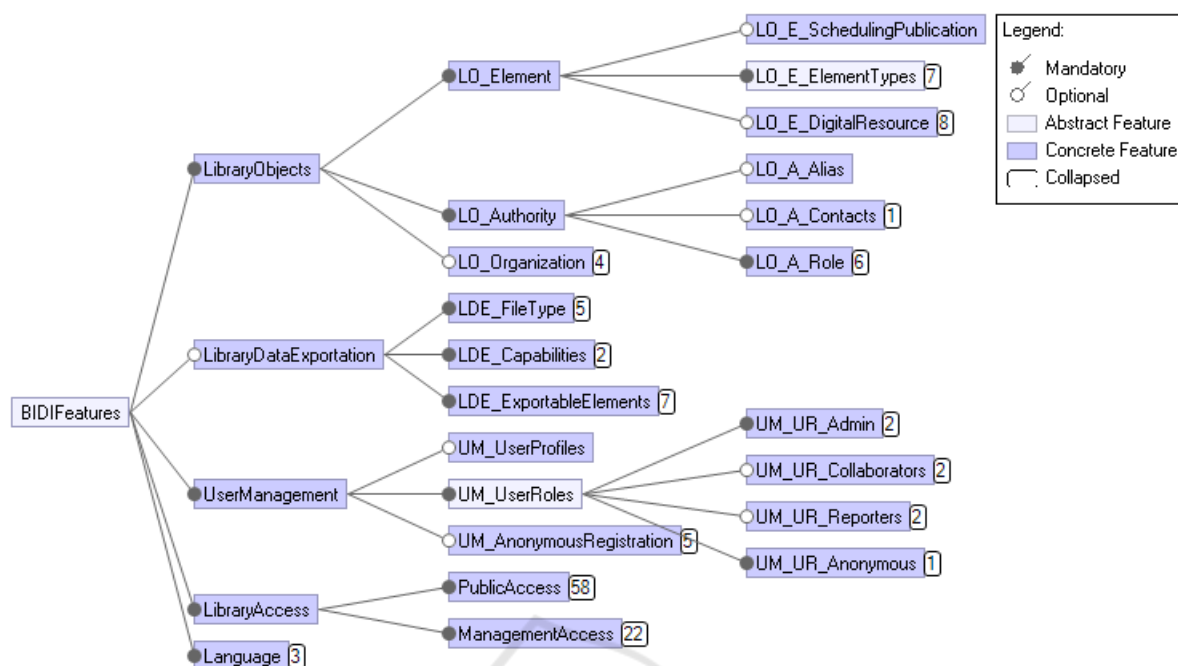 LO_E_SchedulingPublication
Legend:
LO_Element
LO_E_ElementTypes 7
Mandatory
Optional
LO_E_DigitalResource 8
Abstract Feature
Concrete Feature
LibraryObjects
LO_A_Alias
Collapsed
LO_Authority
LO_A_Contacts 1
LO_Organization 4
LO_A_Role 6
LDE_FileType 5
LibraryDataExportation
LDE_Capabilities 2
LDE_ExportableElements 7
BIDIFeatures
UM_UR_Admin 2
UM_UserProfiles
UM_UR_Collaborators 2
UserManagement
UM_UserRoles
UM_UR_Reporters 2
UM_AnonymousRegistration 5
UM_UR_Anonymous 1
PublicAccess 58
LibraryAccess
ManagementAccess 22
Language 3